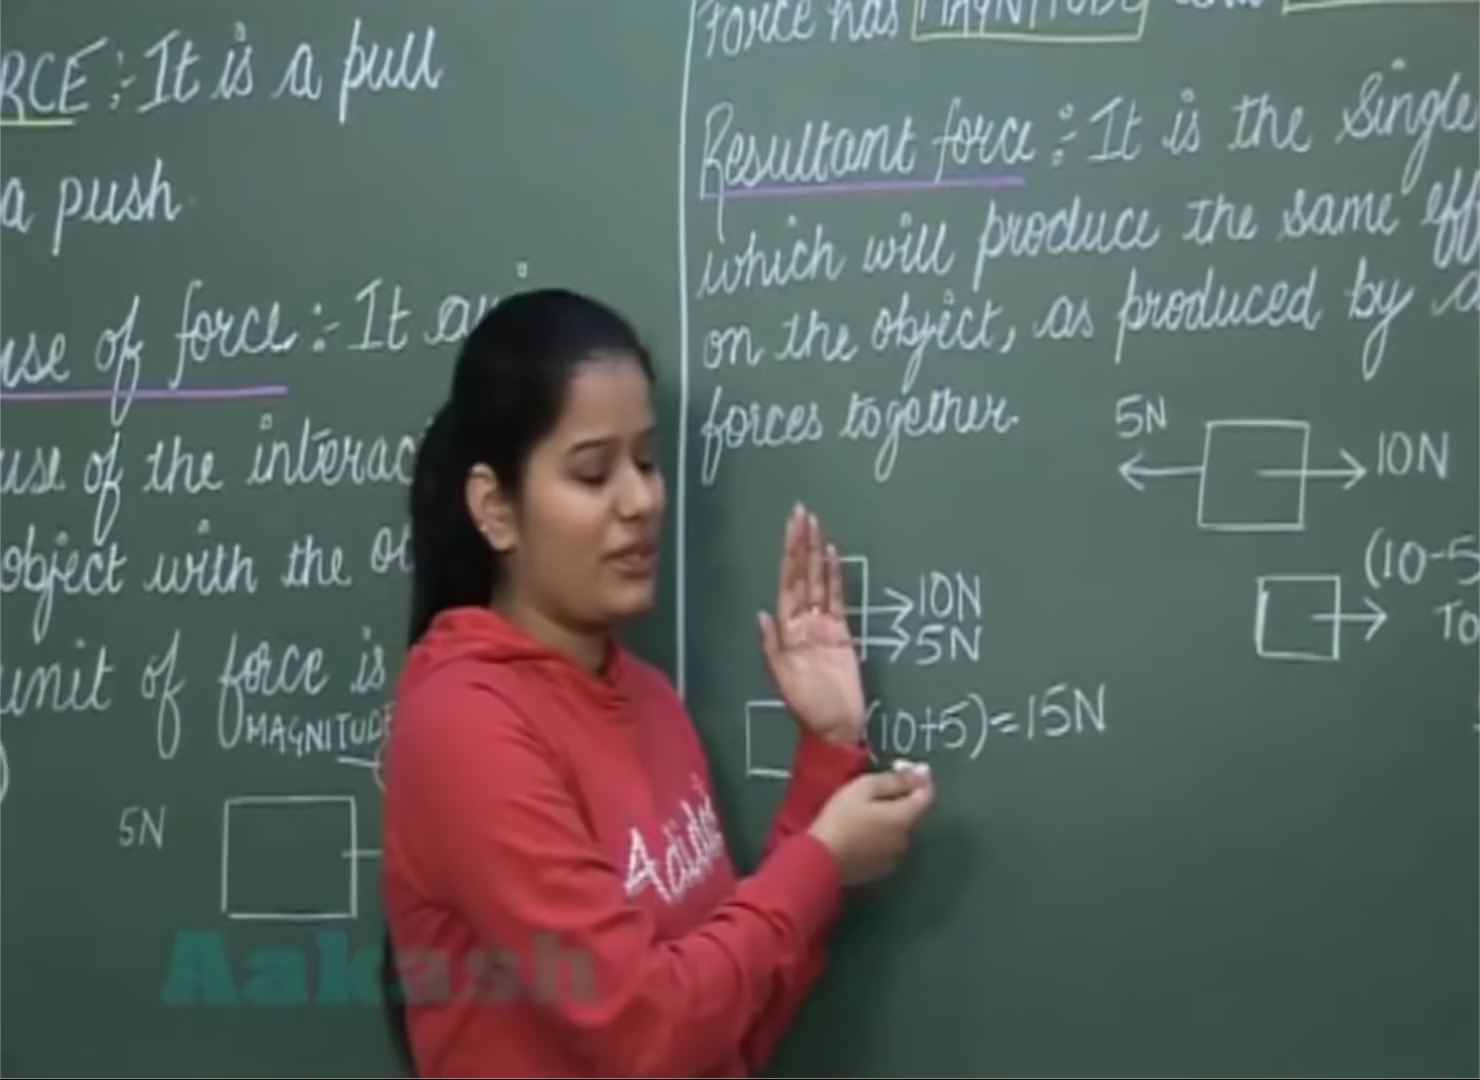 RCE :- It is a pull
a push
use of force :- It
use of the interac
object with the
unit of force is
MAGNITUDE
5N
Force has MAGNITUDE
Resultant force :- It is the single
which will produce the same eff
on the object, as produced by
forces together.
5N
10N
10N
5N
(10-5
To
(10+5)=15N
Adida
Aakash